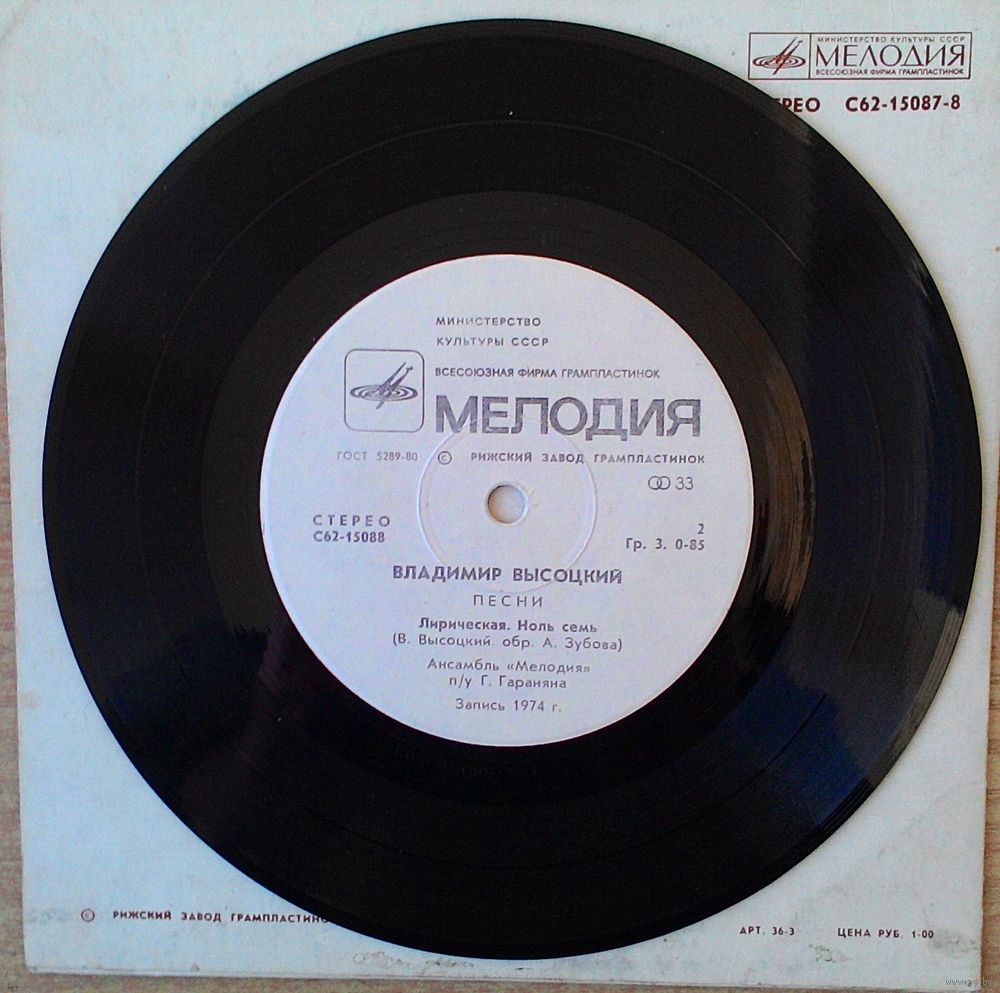 МИНИСТЕРСТВО КУЛЬТУРЫ СССР
МЕЛОДИЯ
ВСЕСОЮЗНАЯ ФИРМА ГРАМПЛАСТИНОК
РЕО С62-15087-8
МИНИСТЕРСТВО
КУЛЬТУРЫ СССР
ВСЕСОЮЗНАЯ ФИРМА ГРАМПЛАСТИНОК
МЕЛОДИЯ
ГОСТ 5289-80 © РИЖСКИЙ ЗАВОД ГРАМПЛАСТИНОК
33
СТЕРЕО
С62-15088
2
Гр. 3. 0-85
ВЛАДИМИР ВЫСОЦКИЙ
ПЕСНИ
Лирическая. Ноль семь
(В. Высоцкий. обр. А. Зубова)
Ансамбль «Мелодия»
п/у Г. Гараняна
Запись 1974 г.
© РИЖСКИЙ ЗАВОД ГРАМПЛАСТИНО
АРТ. 36-3 ЦЕНА РУБ. 1-00